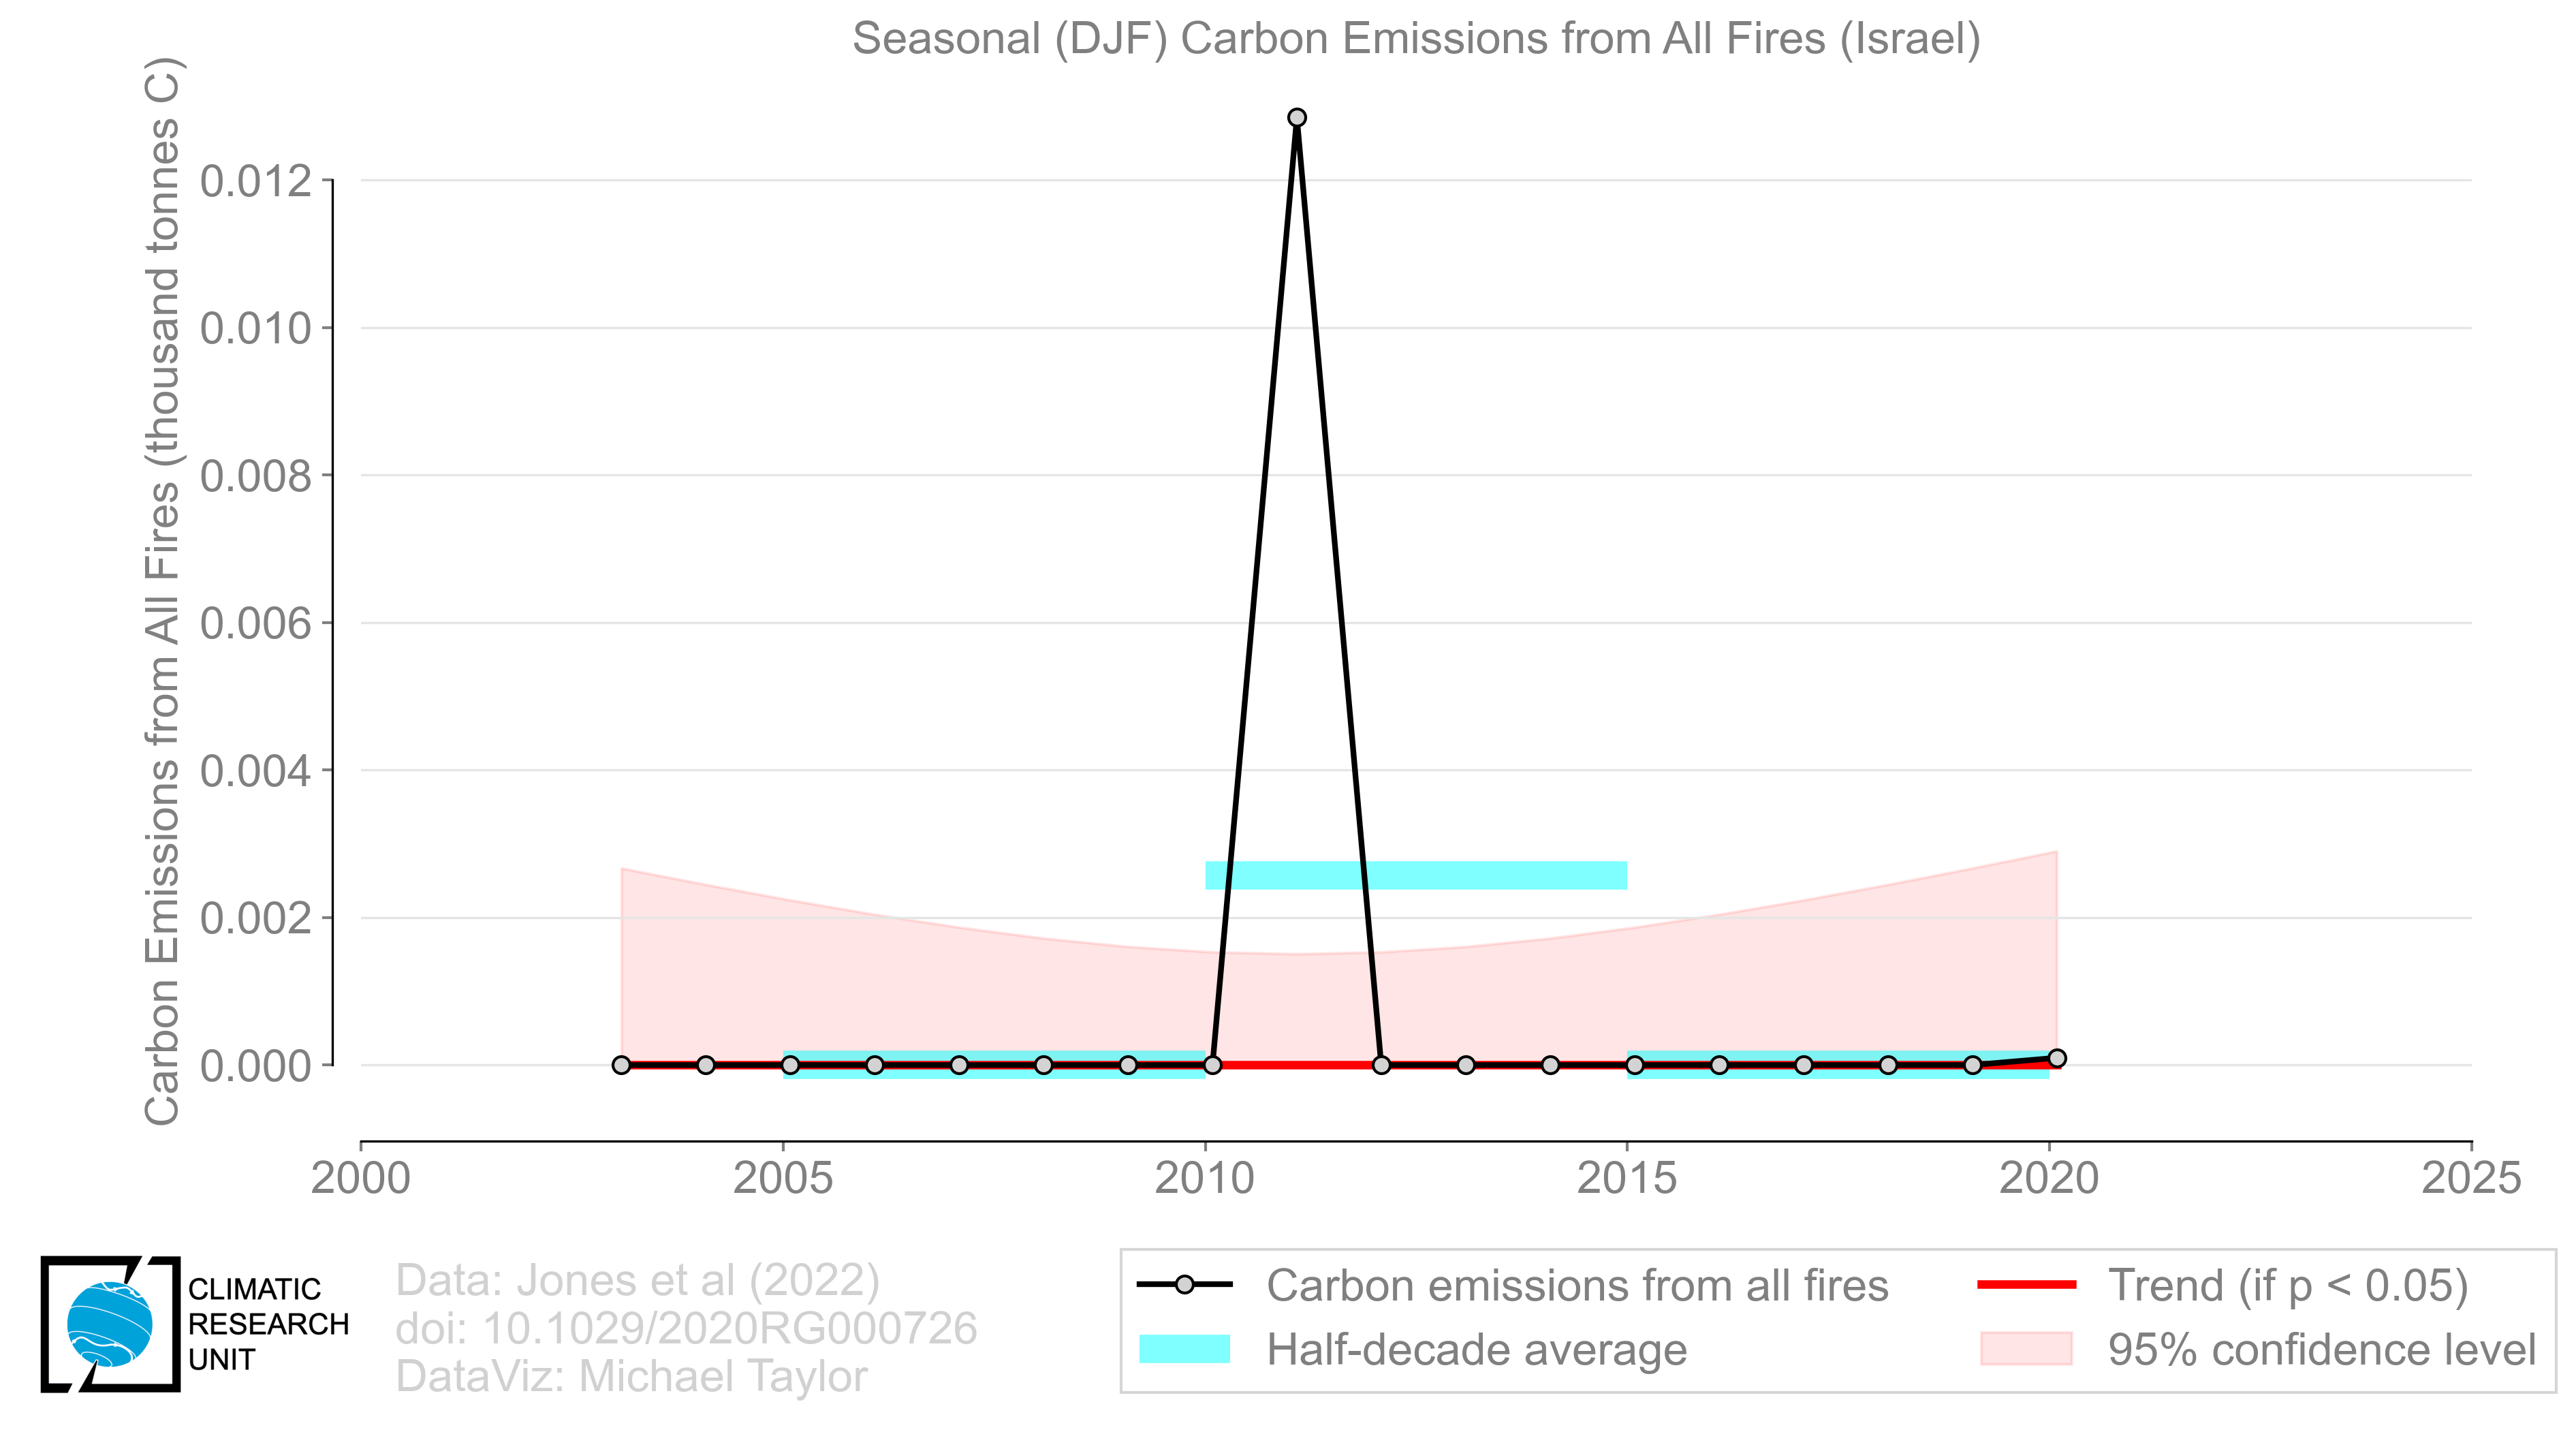 Seasonal (DJF) Carbon Emissions from All Fires (Israel)
Carbon Emissions from All Fires (thousand tonnes C)
0.012
0.010
0.008
0.006
0.004
0.002
0.000
2000 2005 2010 2015 2020 2025
CLIMATIC
RESEARCH
UNIT
Data: Jones et al (2022)
doi: 10.1029/2020RG000726
DataViz: Michael Taylor
Carbon emissions from all fires
Half-decade average
Trend (if p < 0.05)
95% confidence level